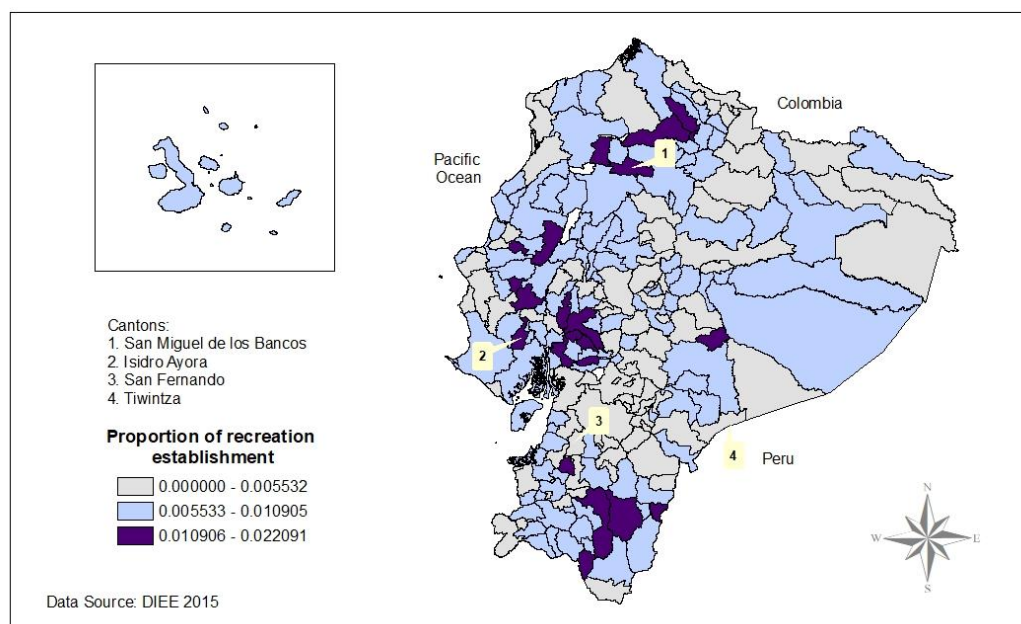 Colombia
Pacific
Ocean
1
2
3
4
Peru
Cantons:
1. San Miguel de los Bancos
2. Isidro Ayora
3. San Fernando
4. Tiwintza
Proportion of recreation
establishment
0.000000 - 0.005532
0.005533 - 0.010905
0.010906 - 0.022091
N
W
E
S
Data Source: DIEE 2015